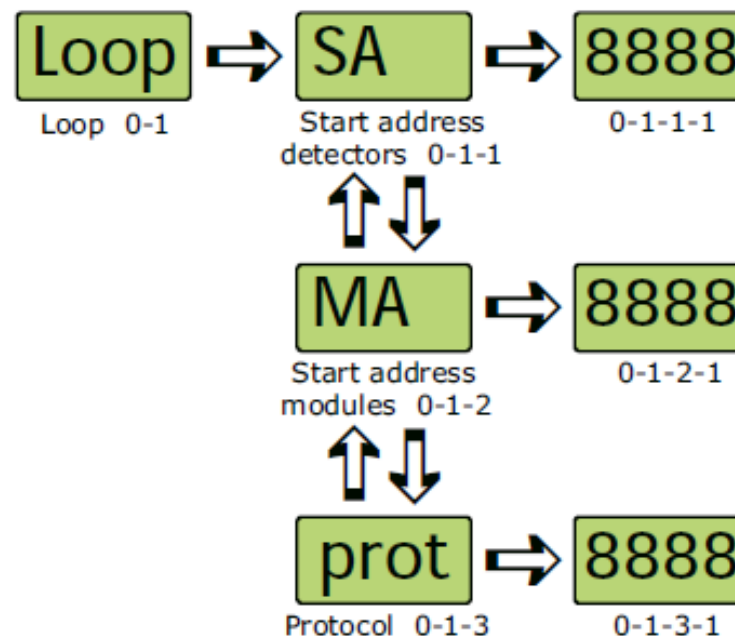 Loop
SA
8888
Loop 0-1
Start address
detectors 0-1-1
0-1-1-1
MA
8888
Start address
modules 0-1-2
0-1-2-1
prot
8888
Protocol 0-1-3
0-1-3-1